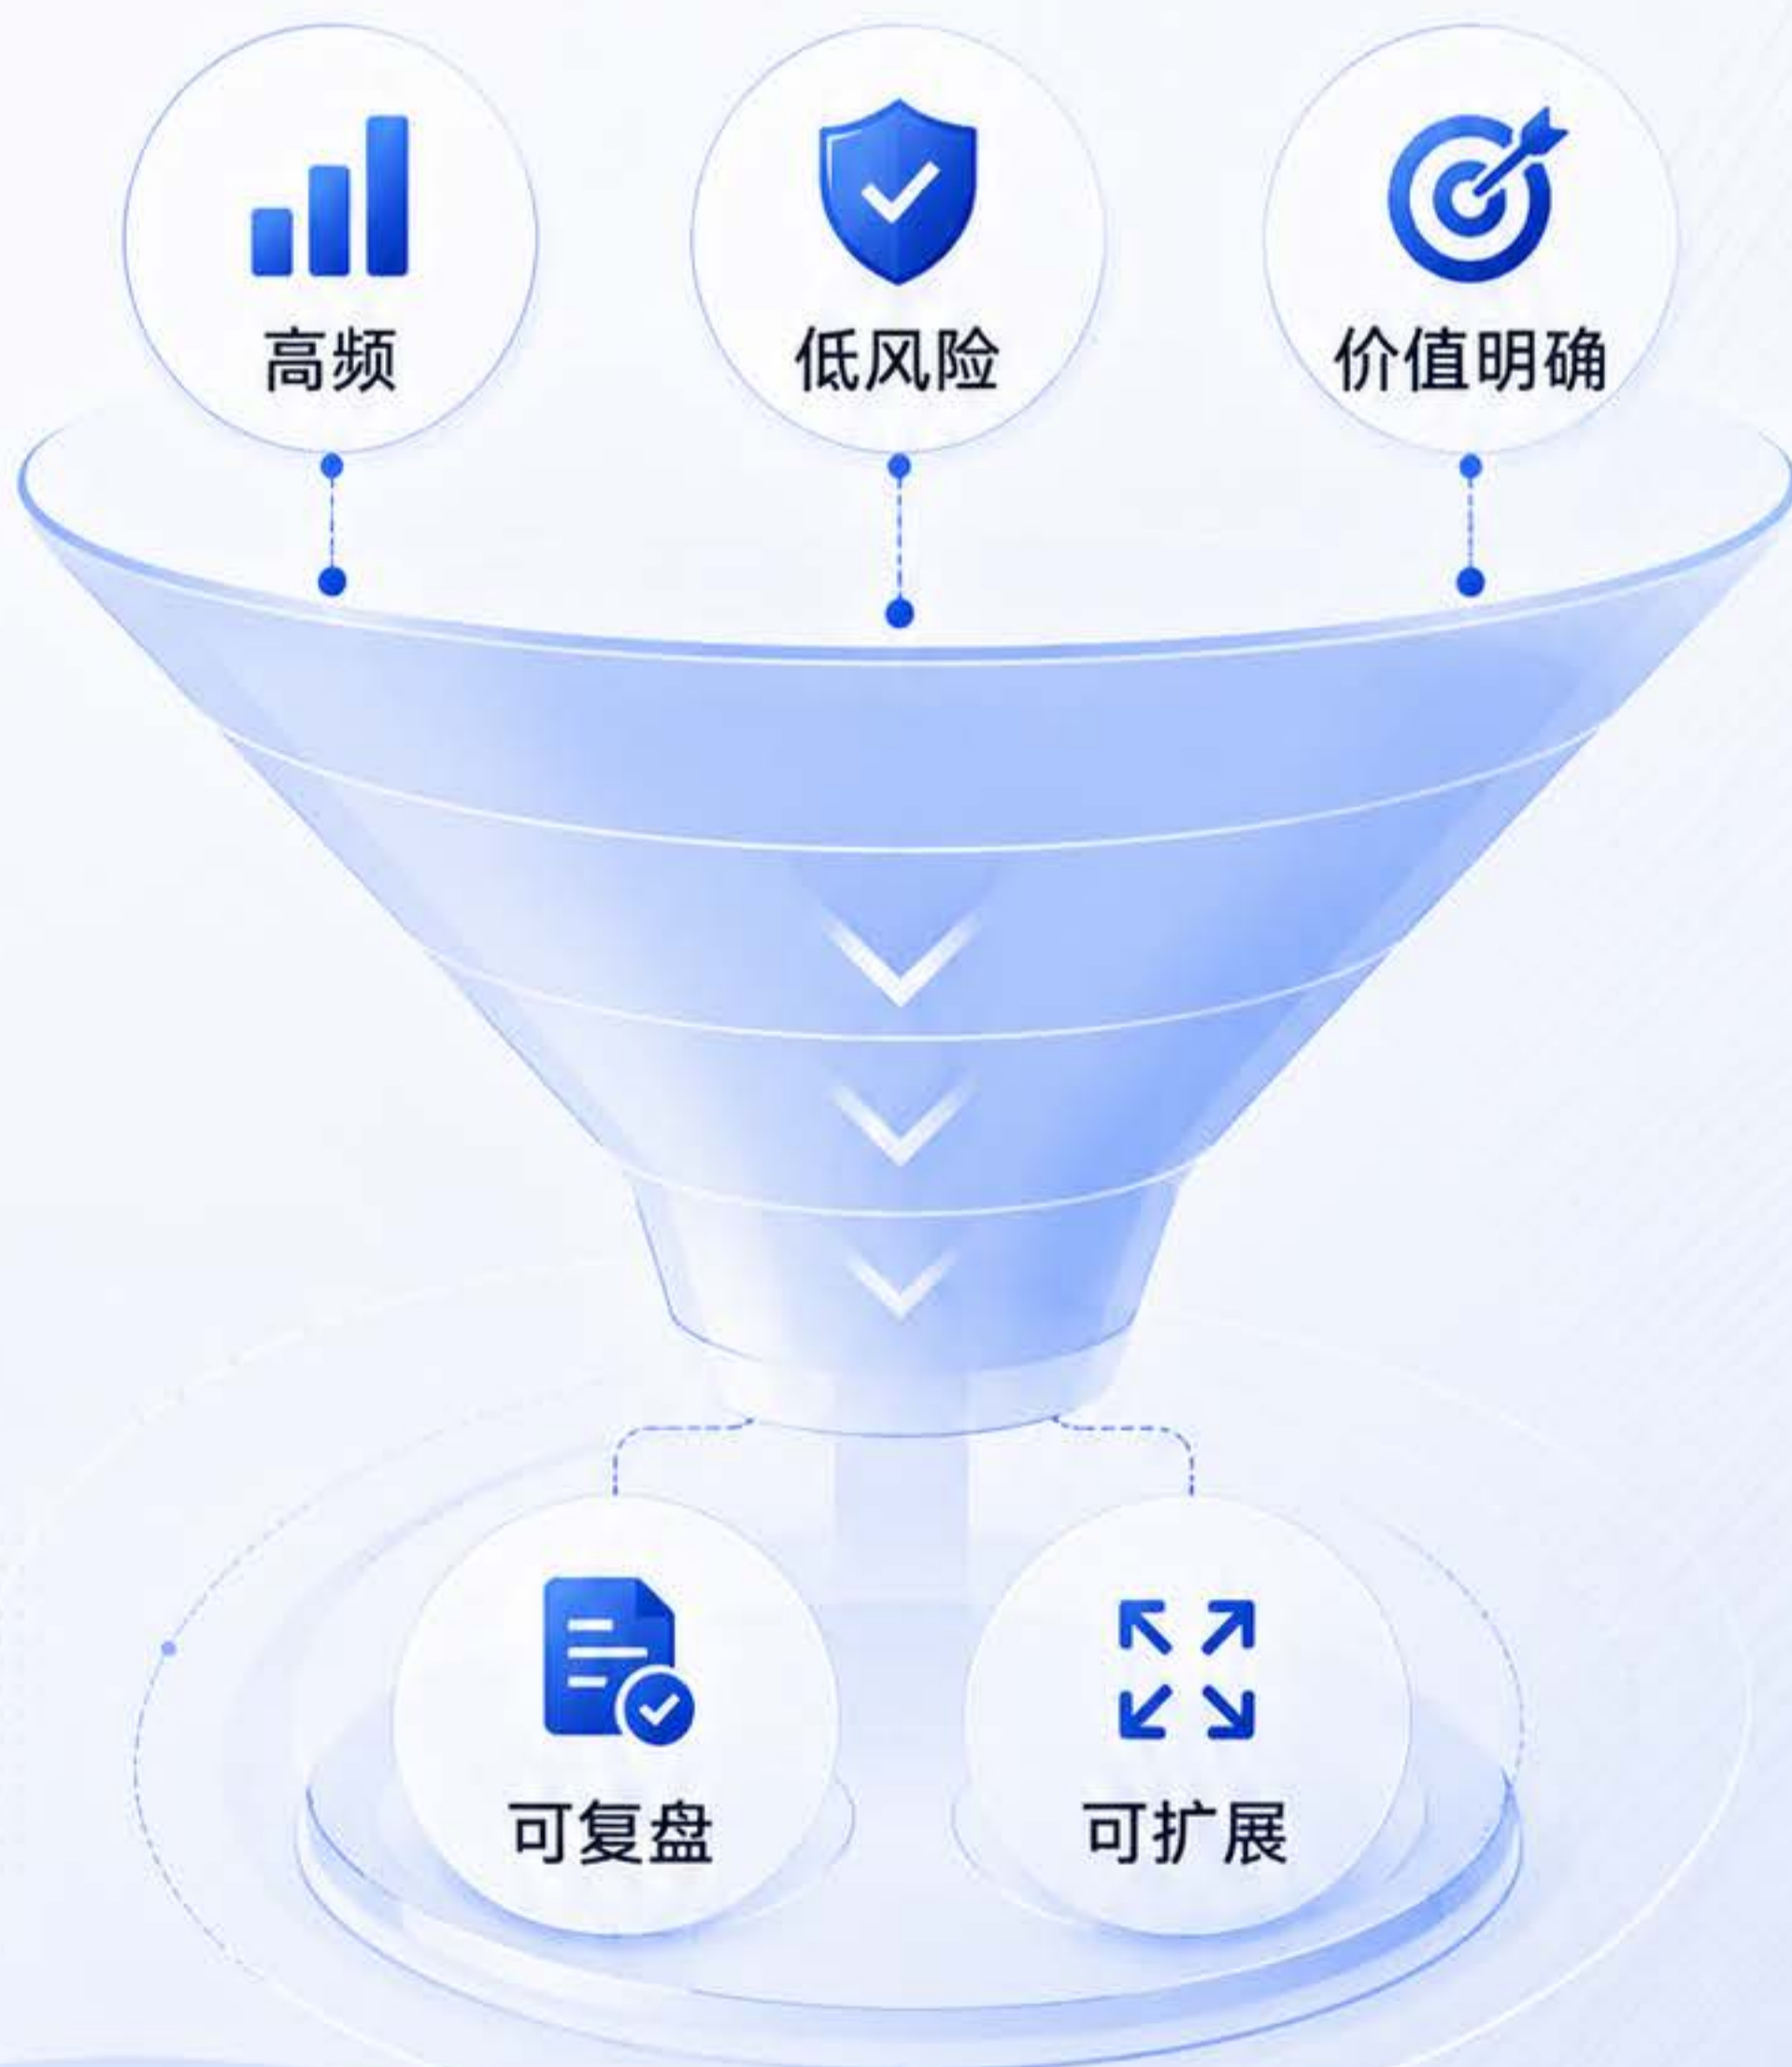 高频
低风险
价值明确
可复盘
可扩展